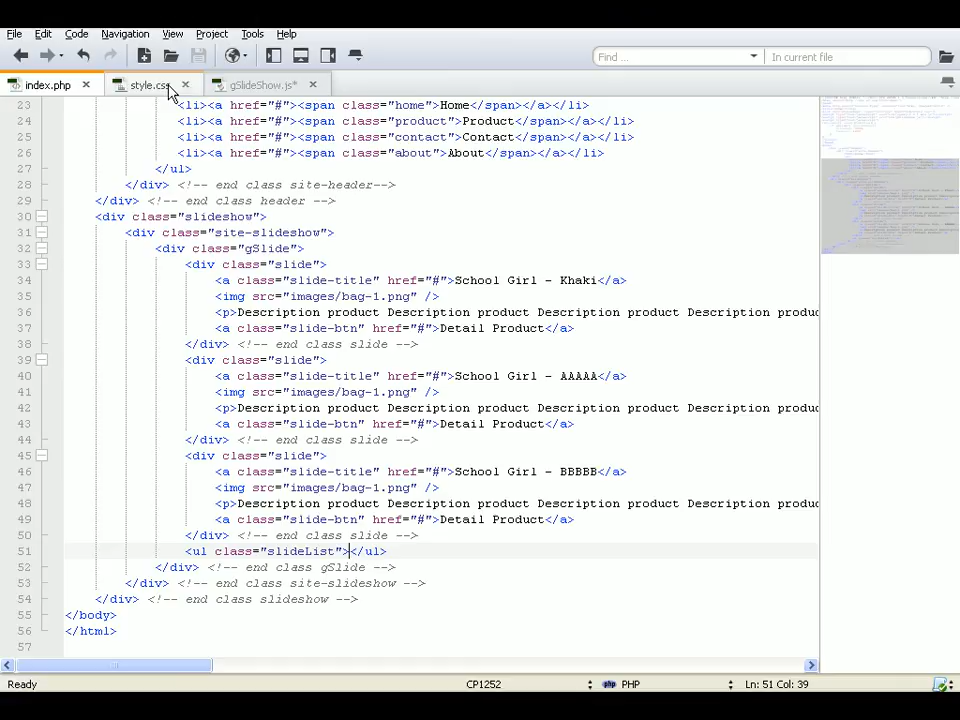 File Edit Code Navigation View Project Tools Help
Find ... In current file
index.php style.css gSlideShow.js*
23 <li><a href="#"><span class="home">Home</span></a></li>
24 <li><a href="#"><span class="product">Product</span></a></li>
25 <li><a href="#"><span class="contact">Contact</span></a></li>
26 <li><a href="#"><span class="about">About</span></a></li>
27 </ul>
28 </div> <!-- end class site-header-->
29 </div> <!-- end class header -->
30 <div class="slideshow">
31 <div class="site-slideshow">
32 <div class="gSlide">
33 <div class="slide">
34 <a class="slide-title" href="#">School Girl - Khaki</a>
35 <img src="images/bag-1.png" />
36 <p>Description product Description product Description product Description produc
37 <a class="slide-btn" href="#">Detail Product</a>
38 </div> <!-- end class slide -->
39 <div class="slide">
40 <a class="slide-title" href="#">School Girl - AAAAA</a>
41 <img src="images/bag-1.png" />
42 <p>Description product Description product Description product Description produc
43 <a class="slide-btn" href="#">Detail Product</a>
44 </div> <!-- end class slide -->
45 <div class="slide">
46 <a class="slide-title" href="#">School Girl - BBBBB</a>
47 <img src="images/bag-1.png" />
48 <p>Description product Description product Description product Description produc
49 <a class="slide-btn" href="#">Detail Product</a>
50 </div> <!-- end class slide -->
51 <ul class="slideList"></ul>
52 </div> <!-- end class gSlide -->
53 </div> <!-- end class site-slideshow -->
54 </div> <!-- end class slideshow -->
55 </body>
56 </html>
57
Ready CP1252 php PHP Ln: 51 Col: 39